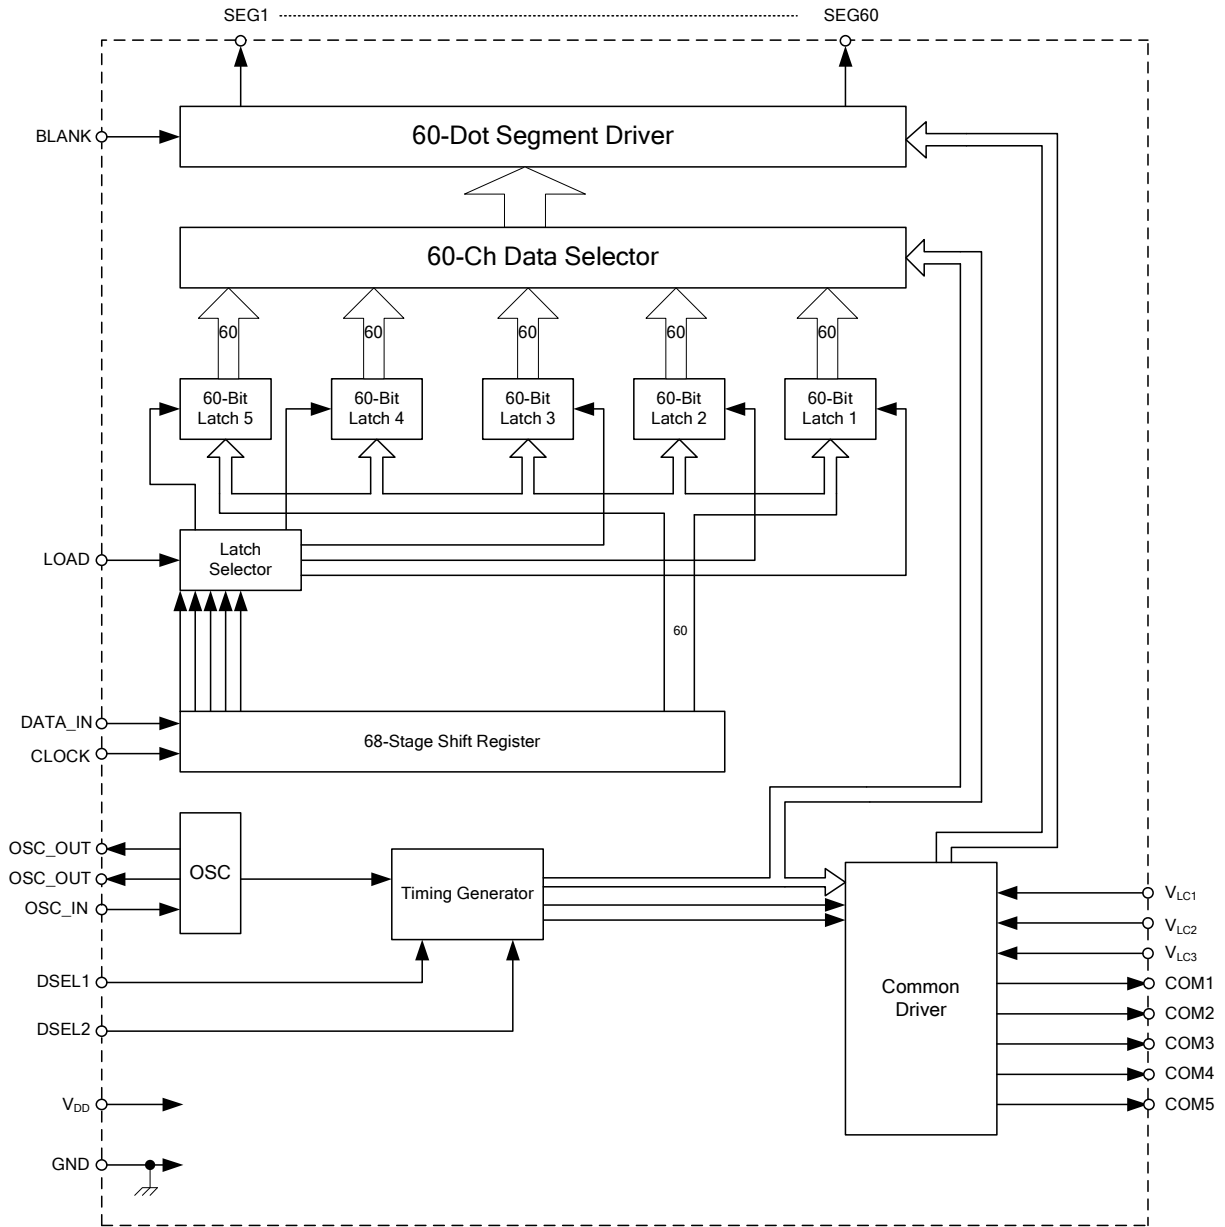 SEG1
SEG60
BLANK
60-Dot Segment Driver
60-Ch Data Selector
60
60
60
60
60
60-Bit
Latch 5
60-Bit
Latch 4
60-Bit
Latch 3
60-Bit
Latch 2
60-Bit
Latch 1
LOAD
Latch
Selector
60
DATA_IN
CLOCK
68-Stage Shift Register
OSC_OUT
OSC_OUT
OSC_IN
OSC
Timing Generator
DSEL1
DSEL2
VDD
GND
Common
Driver
VLC1
VLC2
VLC3
COM1
COM2
COM3
COM4
COM5